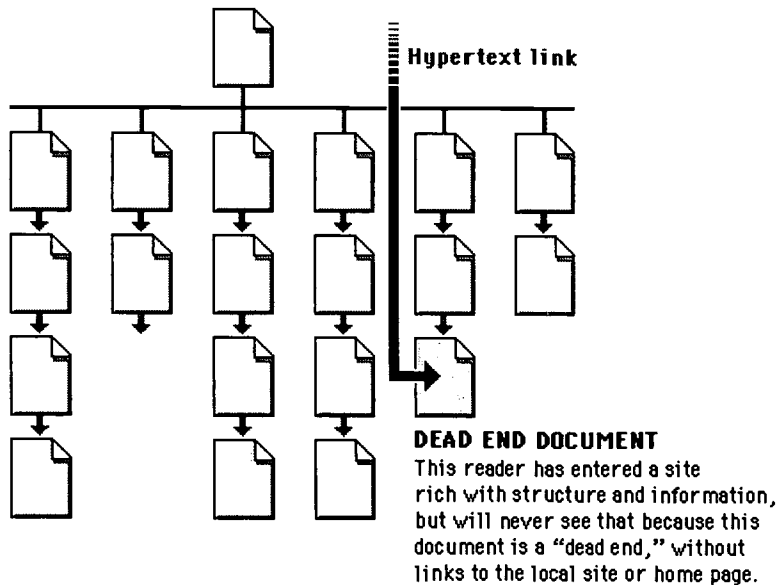 Hypertext link
DEAD END DOCUMENT
This reader has entered a site
rich with structure and information,
but will never see that because this
document is a “dead end,” without
links to the local site or home page.